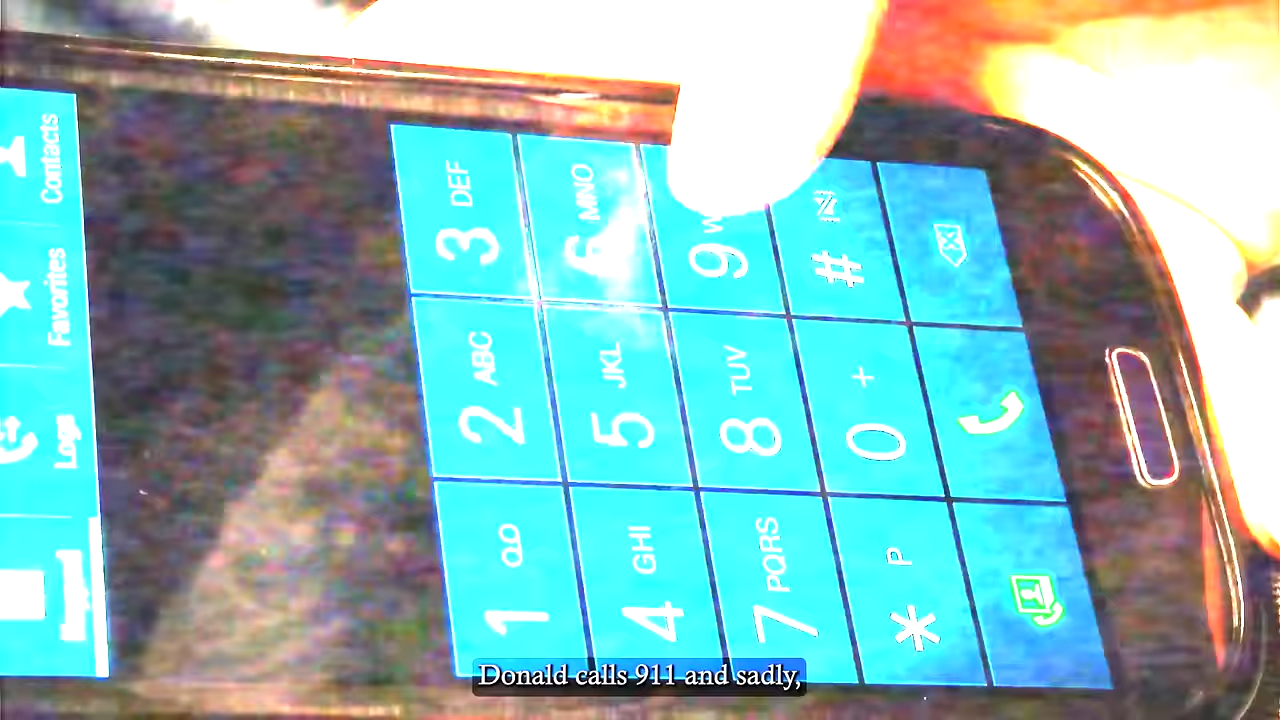 Contacts
Favorites
Logs
Keypad
1
2 ABC
3 DEF
4 GHI
5 JKL
6 MNO
7 PQRS
8 TUV
9 W
* P
0 +
#
Donald calls 911 and sadly,